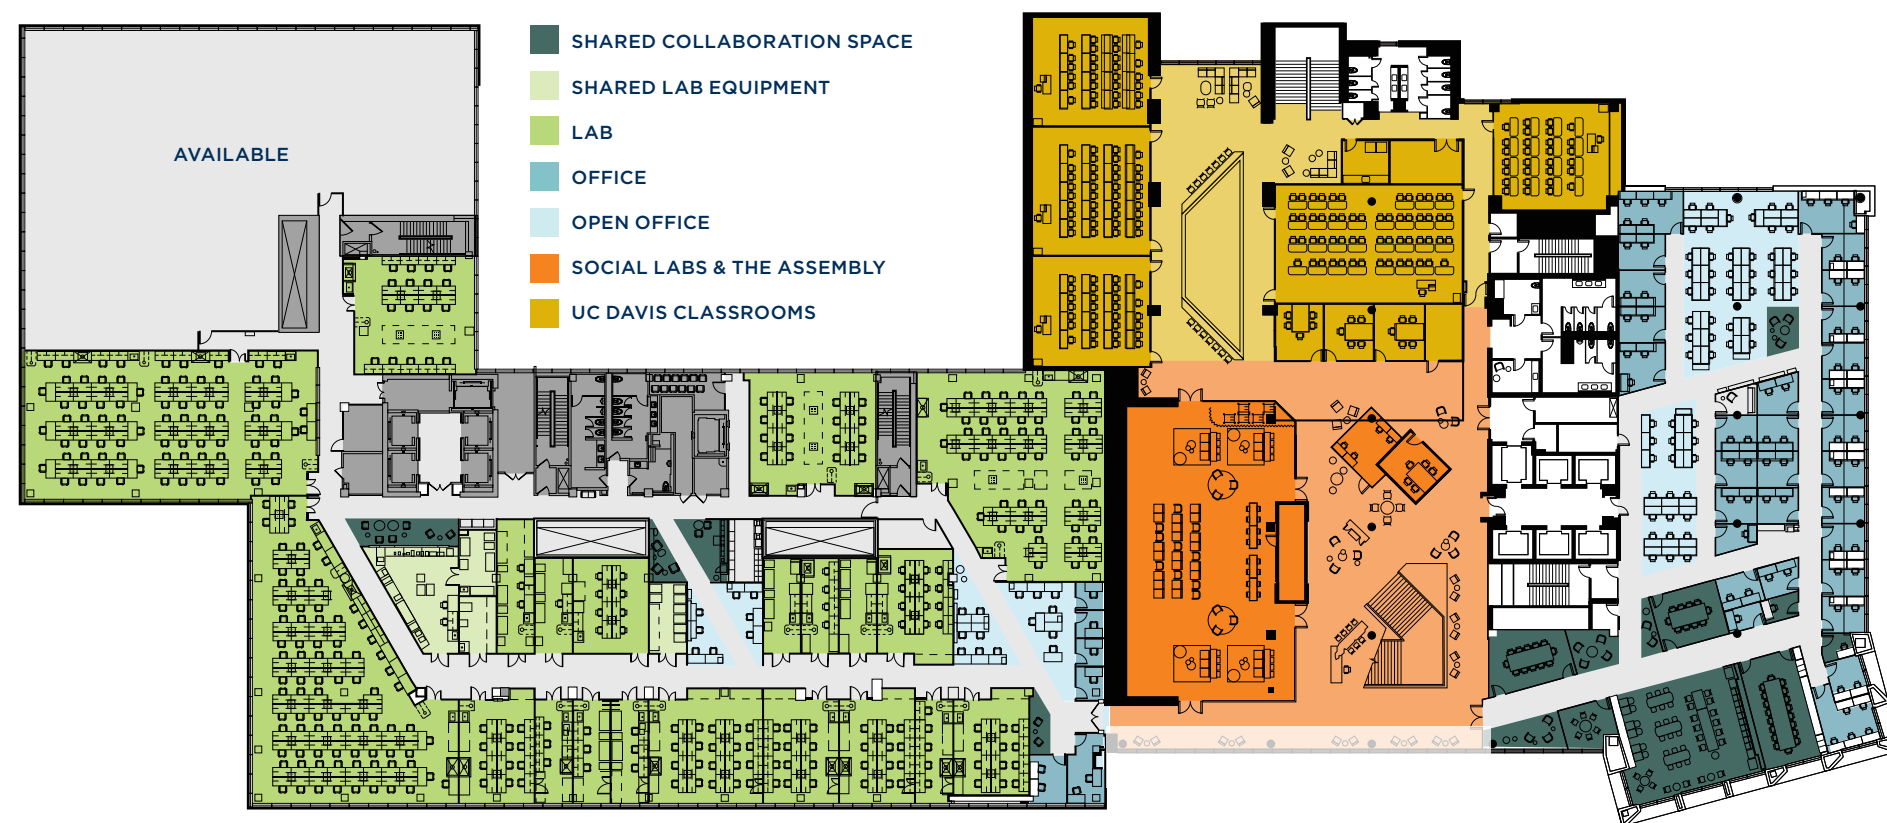 SHARED COLLABORATION SPACE
SHARED LAB EQUIPMENT
LAB
AVAILABLE
OFFICE
OPEN OFFICE
SOCIAL LABS & THE ASSEMBLY
UC DAVIS CLASSROOMS